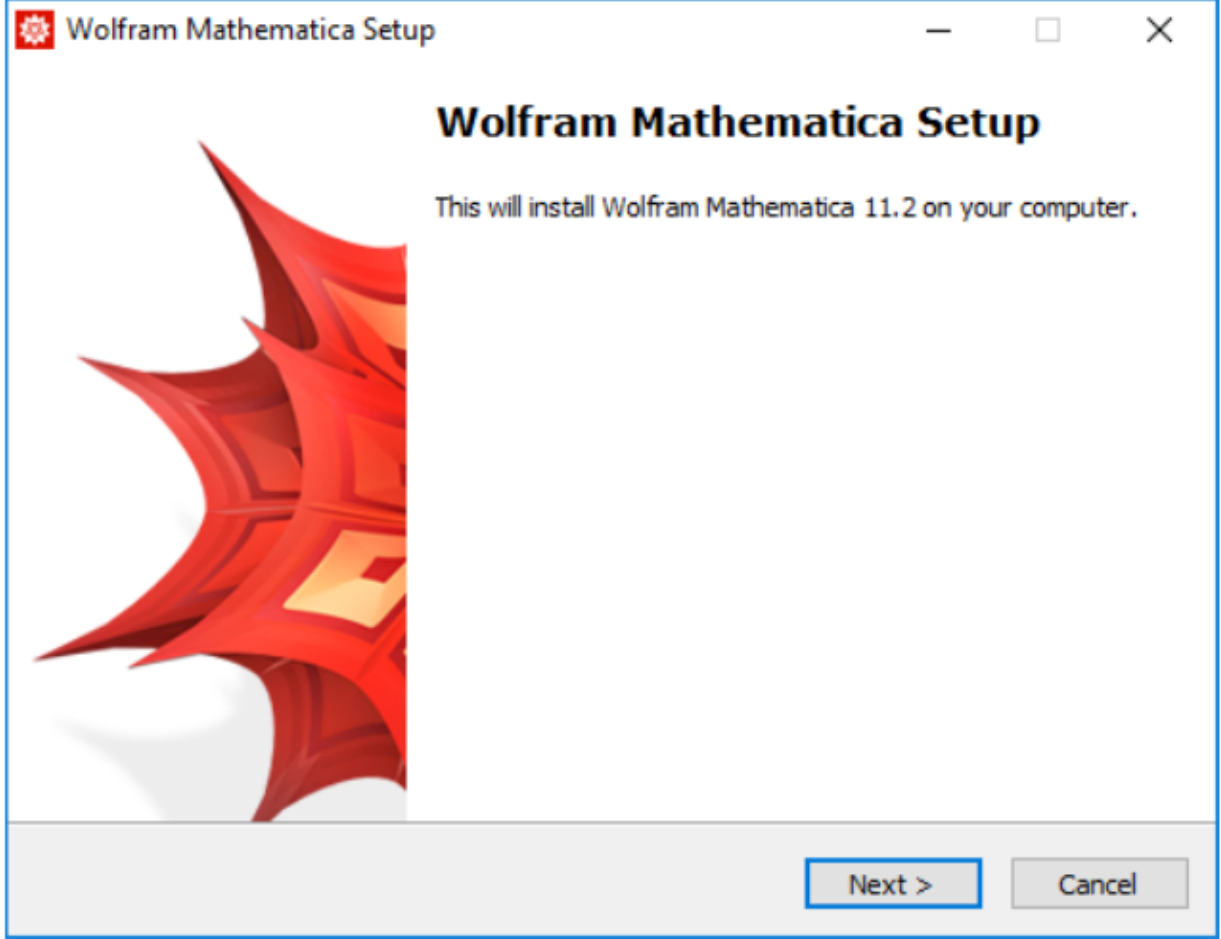 Wolfram Mathematica Setup
Wolfram Mathematica Setup
This will install Wolfram Mathematica 11.2 on your computer.
Next >
Cancel